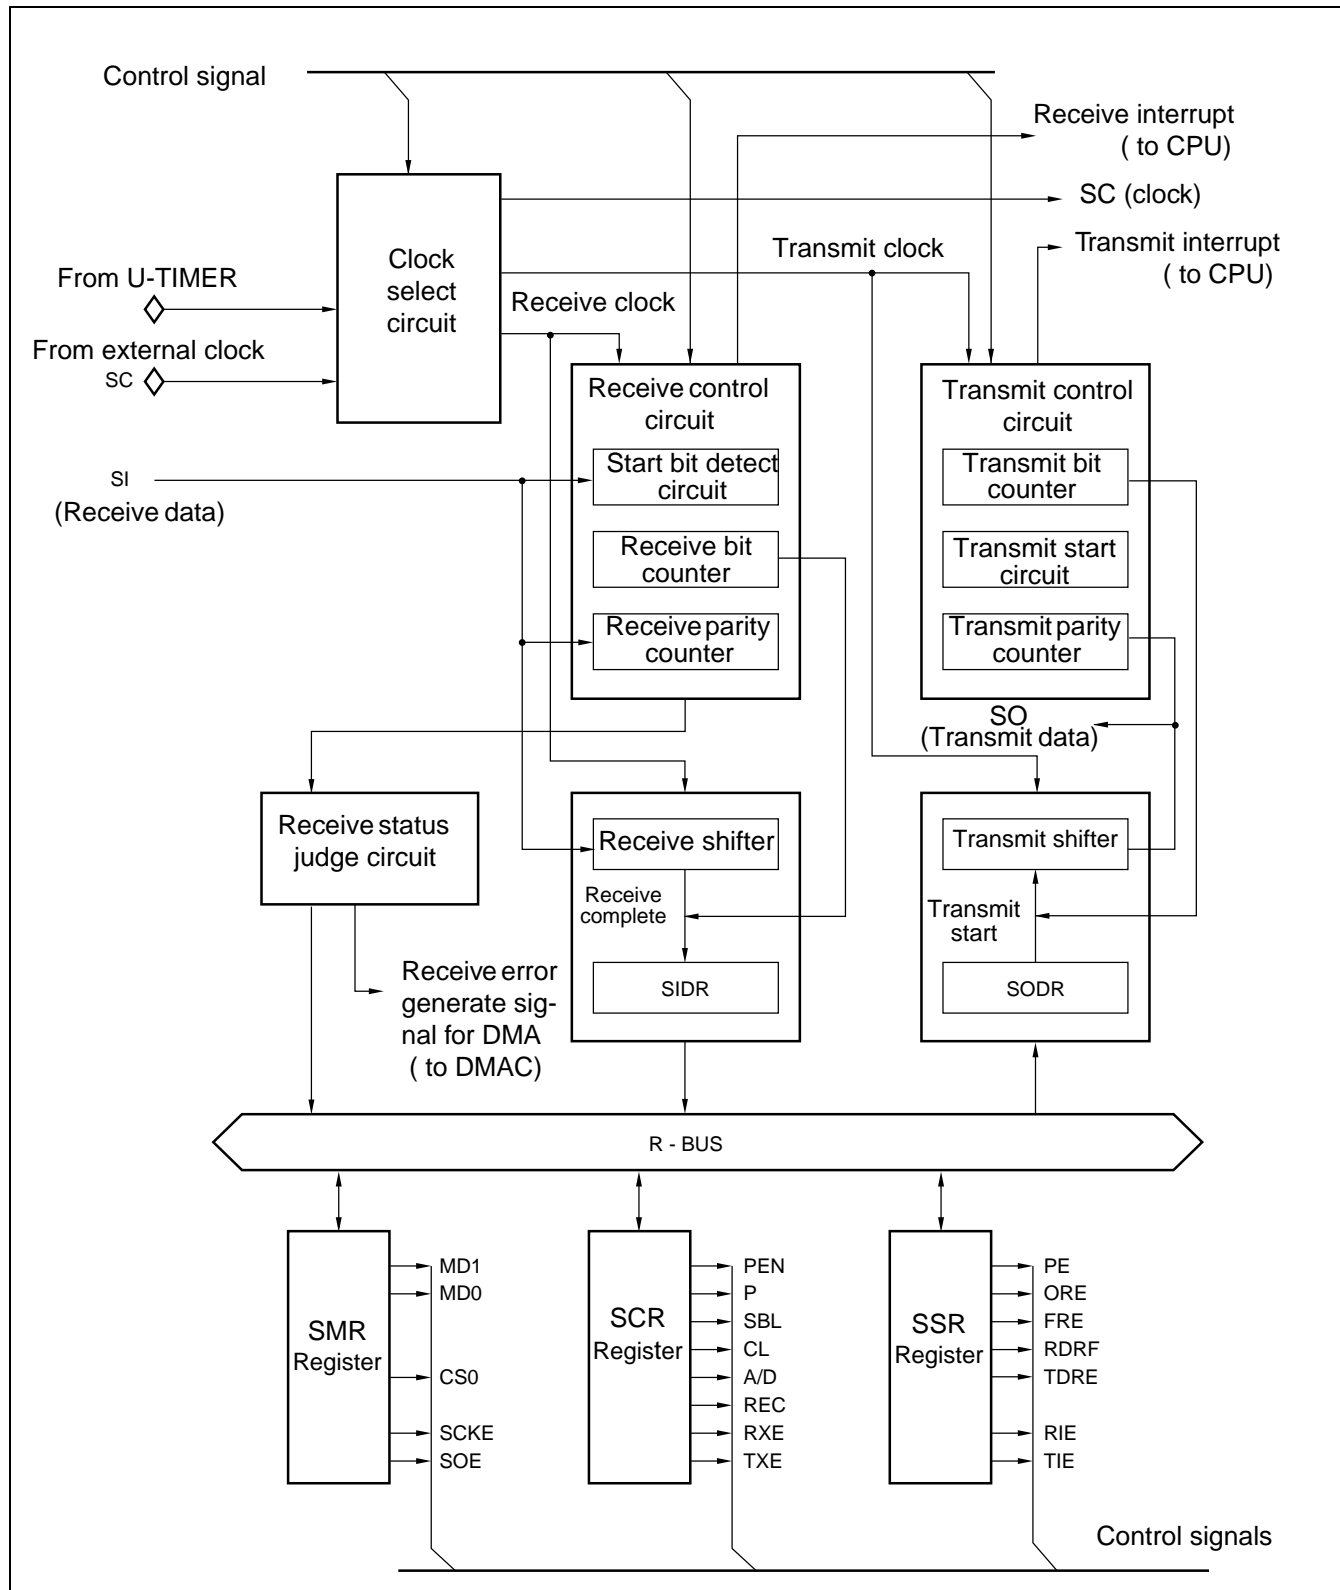 Control signal
Receive interrupt
( to CPU)
SC (clock)
Transmit clock
Transmit interrupt
( to CPU)
Clock
select
circuit
From U-TIMER
Receive clock
From external clock
SC
Receive control
circuit
Transmit control
circuit
Start bit detect
circuit
Transmit bit
counter
SI
(Receive data)
Receive bit
counter
Transmit start
circuit
Receive parity
counter
Transmit parity
counter
SO
(Transmit data)
Receive status
judge circuit
Receive shifter
Transmit shifter
Receive
complete
Transmit
start
Receive error
generate sig-
nal for DMA
( to DMAC)
SIDR
SODR
R - BUS
SMR
Register
MD1
MD0
CS0
SCKE
SOE
SCR
Register
PEN
P
SBL
CL
A/D
REC
RXE
TXE
SSR
Register
PE
ORE
FRE
RDRF
TDRE
RIE
TIE
Control signals